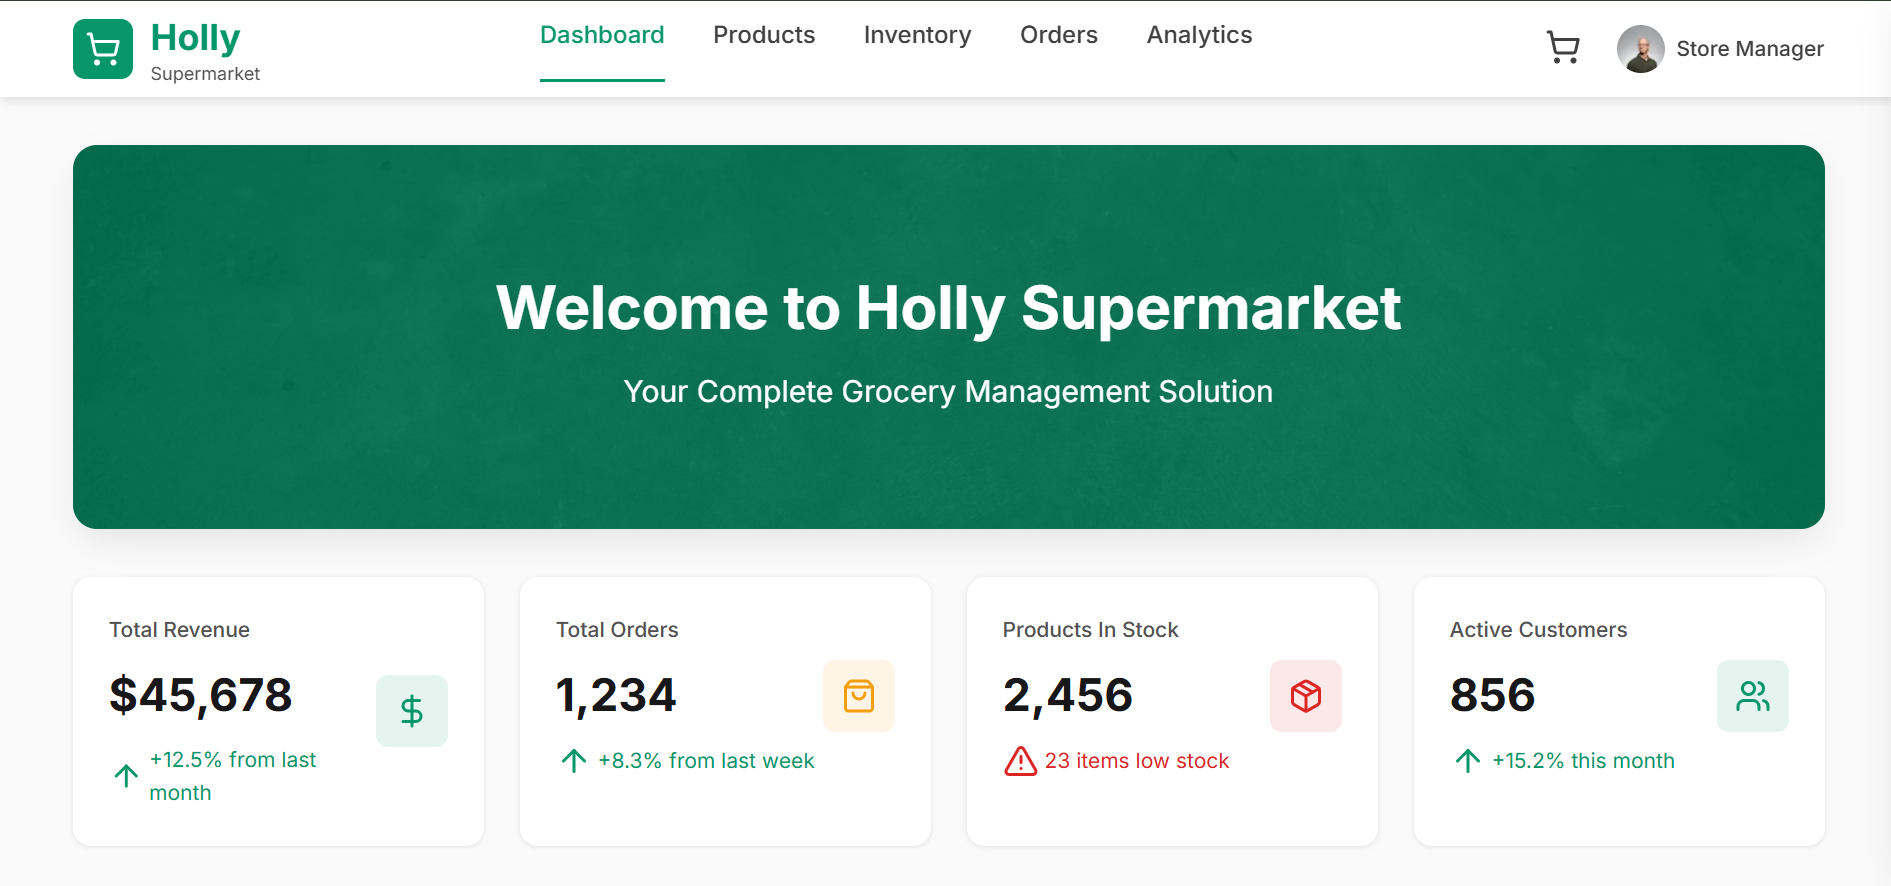 Holly
Supermarket
Dashboard
Products
Inventory
Orders
Analytics
Store Manager
Welcome to Holly Supermarket
Your Complete Grocery Management Solution
Total Revenue
$45,678
+12.5% from last
month
Total Orders
1,234
+8.3% from last week
Products In Stock
2,456
23 items low stock
Active Customers
856
+15.2% this month